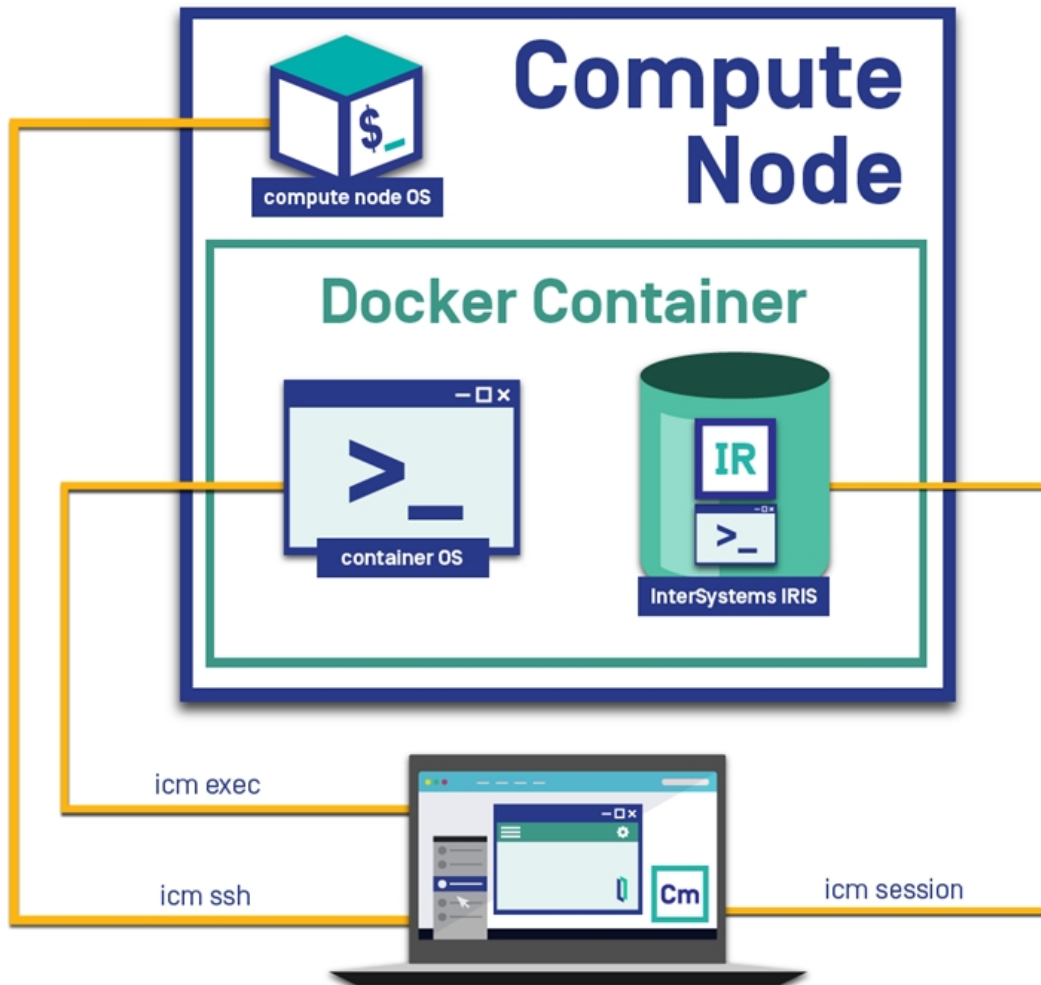 Compute
Node
$_
compute node OS
Docker Container
>_
container OS
IR
>_
InterSystems IRIS
icm exec
icm ssh
icm session
Cm